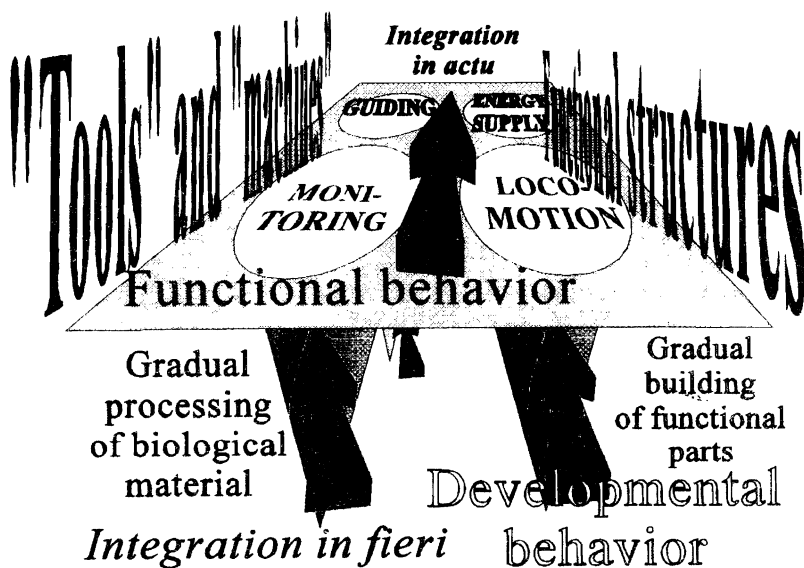 Integration
in actu
"Tools" and "machines"
Functional structures
GUIDING
ENERGY
SUPPLY
MONI-
TORING
LOCO-
MOTION
Functional behavior
Gradual
processing
of biological
material
Gradual
building
of functional
parts
Developmental
behavior
Integration in fieri